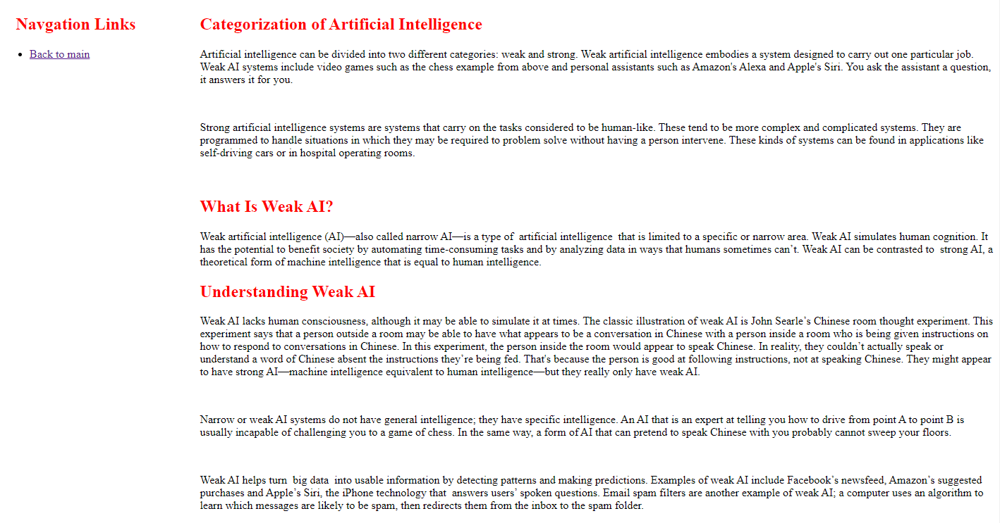 Navgation Links
Back to main
Categorization of Artificial Intelligence
Artificial intelligence can be divided into two different categories: weak and strong. Weak artificial intelligence embodies a system designed to carry out one particular job.
Weak AI systems include video games such as the chess example from above and personal assistants such as Amazon's Alexa and Apple's Siri. You ask the assistant a question,
it answers it for you.
Strong artificial intelligence systems are systems that carry on the tasks considered to be human-like. These tend to be more complex and complicated systems. They are
programmed to handle situations in which they may be required to problem solve without having a person intervene. These kinds of systems can be found in applications like
self-driving cars or in hospital operating rooms.
What Is Weak AI?
Weak artificial intelligence (AI)—also called narrow AI—is a type of  artificial intelligence  that is limited to a specific or narrow area. Weak AI simulates human cognition. It
has the potential to benefit society by automating time-consuming tasks and by analyzing data in ways that humans sometimes can’t. Weak AI can be contrasted to  strong AI, a
theoretical form of machine intelligence that is equal to human intelligence.
Understanding Weak AI
Weak AI lacks human consciousness, although it may be able to simulate it at times. The classic illustration of weak AI is John Searle’s Chinese room thought experiment. This
experiment says that a person outside a room may be able to have what appears to be a conversation in Chinese with a person inside a room who is being given instructions on
how to respond to conversations in Chinese. In this experiment, the person inside the room would appear to speak Chinese. In reality, they couldn’t actually speak or
understand a word of Chinese absent the instructions they’re being fed. That's because the person is good at following instructions, not at speaking Chinese. They might appear
to have strong AI—machine intelligence equivalent to human intelligence—but they really only have weak AI.
Narrow or weak AI systems do not have general intelligence; they have specific intelligence. An AI that is an expert at telling you how to drive from point A to point B is
usually incapable of challenging you to a game of chess. In the same way, a form of AI that can pretend to speak Chinese with you probably cannot sweep your floors.
Weak AI helps turn  big data  into usable information by detecting patterns and making predictions. Examples of weak AI include Facebook’s newsfeed, Amazon’s suggested
purchases and Apple’s Siri, the iPhone technology that  answers users’ spoken questions. Email spam filters are another example of weak AI; a computer uses an algorithm to
learn which messages are likely to be spam, then redirects them from the inbox to the spam folder.